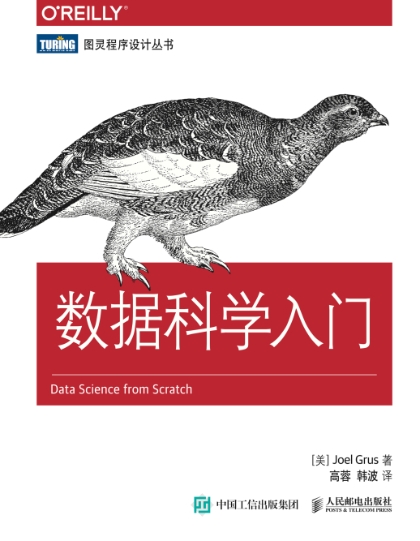 O'REILLY®
TURING 图灵程序设计丛书
数据科学入门
Data Science from Scratch
[美] Joel Grus 著
高蓉 韩波 译
中国工信出版集团 人民邮电出版社
POSTS & TELECOM PRESS